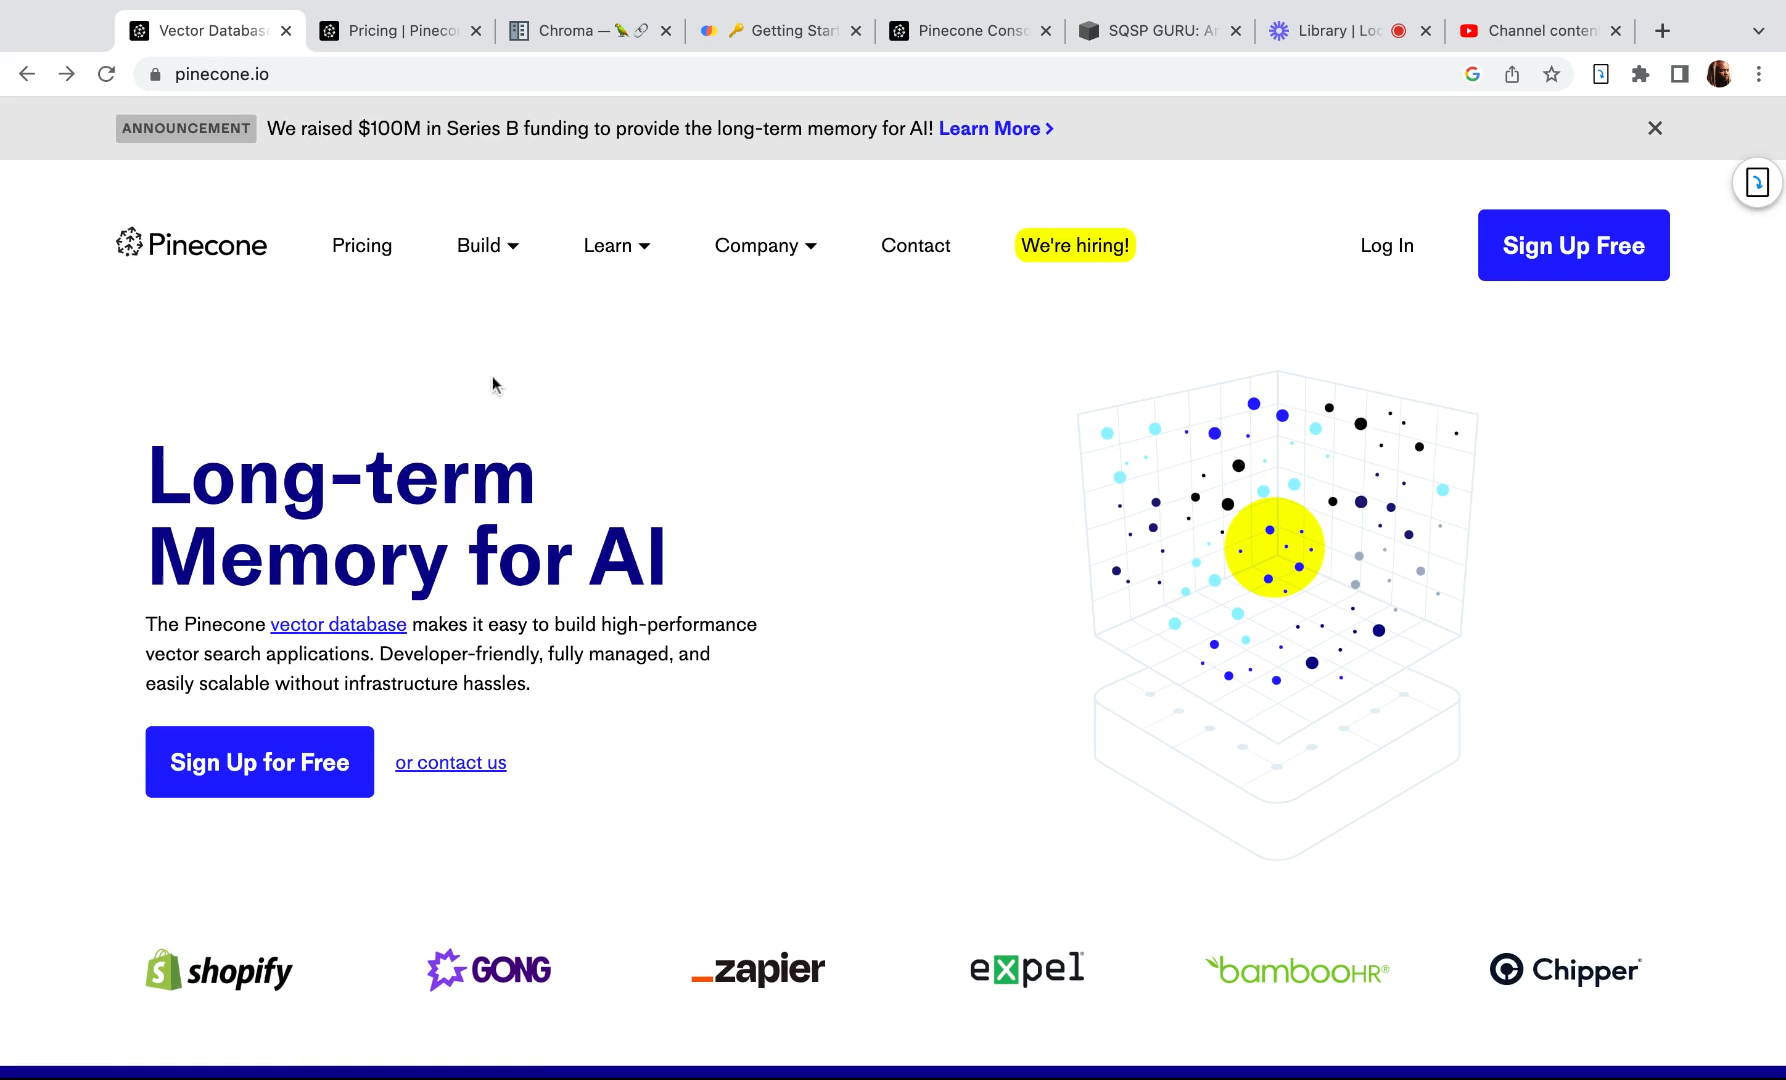 Vector Databas
Pricing | Pineco
Chroma —
Getting Star
Pinecone Cons
SQSP GURU: A
Library | Loo
Channel conten
pinecone.io
ANNOUNCEMENT We raised $100M in Series B funding to provide the long-term memory for AI! Learn More >
Pinecone Pricing Build Learn Company Contact We're hiring! Log In Sign Up Free
Long-term
Memory for AI
The Pinecone vector database makes it easy to build high-performance
vector search applications. Developer-friendly, fully managed, and
easily scalable without infrastructure hassles.
Sign Up for Free or contact us
shopify GONG zapier expel bambooHR® Chipper